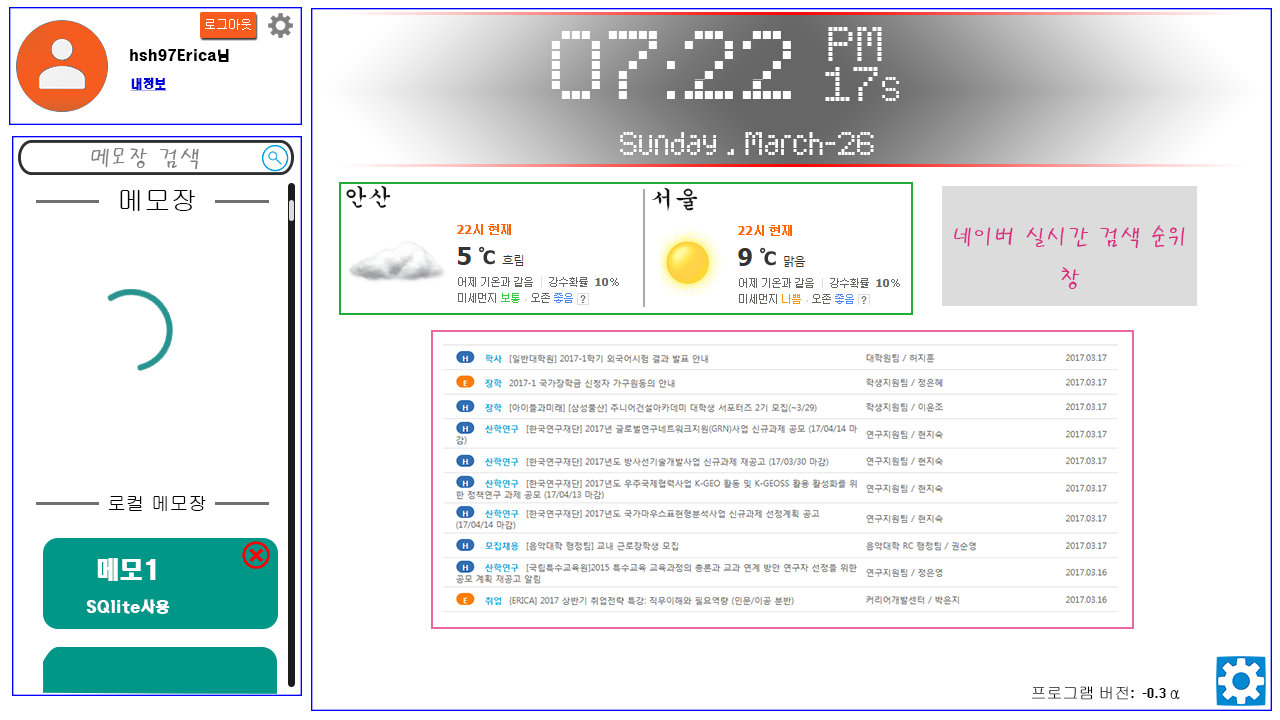 로그아웃
hsh97Erica님
내정보
메모장 검색
메모장
로컬 메모장
메모1
SQlite사용
07:22 PM
17s
Sunday . March-26
안산
22시 현재
5 ℃ 흐림
어제 기온과 같음 | 강수확률 10%
미세먼지 보통 · 오존 좋음 ?
서울
22시 현재
9 ℃ 맑음
어제 기온과 같음 | 강수확률 10%
미세먼지 나쁨 · 오존 좋음 ?
네이버 실시간 검색 순위
창
H 학사 [일반대학원] 2017-1학기 외국어시험 결과 발표 안내 대학원팀 / 허지훈 2017.03.17
E 장학 2017-1 국가장학금 신청자 가구원동의 안내 학생지원팀 / 정은혜 2017.03.17
H 장학 [아이들과미래] [삼성물산] 주니어건설아카데미 대학생 서포터즈 2기 모집(~3/29) 학생지원팀 / 이윤조 2017.03.17
H 산학연구 [한국연구재단] 2017년 글로벌연구네트워크지원(GRN)사업 신규과제 공모 (17/04/14 마
감) 연구지원팀 / 현지숙 2017.03.17
H 산학연구 [한국연구재단] 2017년도 방사선기술개발사업 신규과제 재공고 (17/03/30 마감) 연구지원팀 / 현지숙 2017.03.17
H 산학연구 [한국연구재단] 2017년도 우주국제협력사업 K-GEO 활동 및 K-GEOSS 활용 활성화를 위
한 정책연구 과제 공모 (17/04/13 마감) 연구지원팀 / 현지숙 2017.03.17
H 산학연구 [한국연구재단] 2017년도 국가마우스표현형분석사업 신규과제 선정계획 공고
(17/04/14 마감) 연구지원팀 / 현지숙 2017.03.17
H 모집채용 [음악대학 행정팀] 교내 근로장학생 모집 음악대학 RC 행정팀 / 권순영 2017.03.17
H 산학연구 [국립특수교육원]2015 특수교육 교육과정의 총론과 교과 연계 방안 연구자 선정을 위한
공모 계획 재공고 알림 연구지원팀 / 정은영 2017.03.16
E 취업 {ERICA} 2017 상반기 취업전략 특강: 직무이해와 필요역량 (인문/이공 분반) 커리어개발센터 / 박은지 2017.03.16
프로그램 버전: -0.3 α